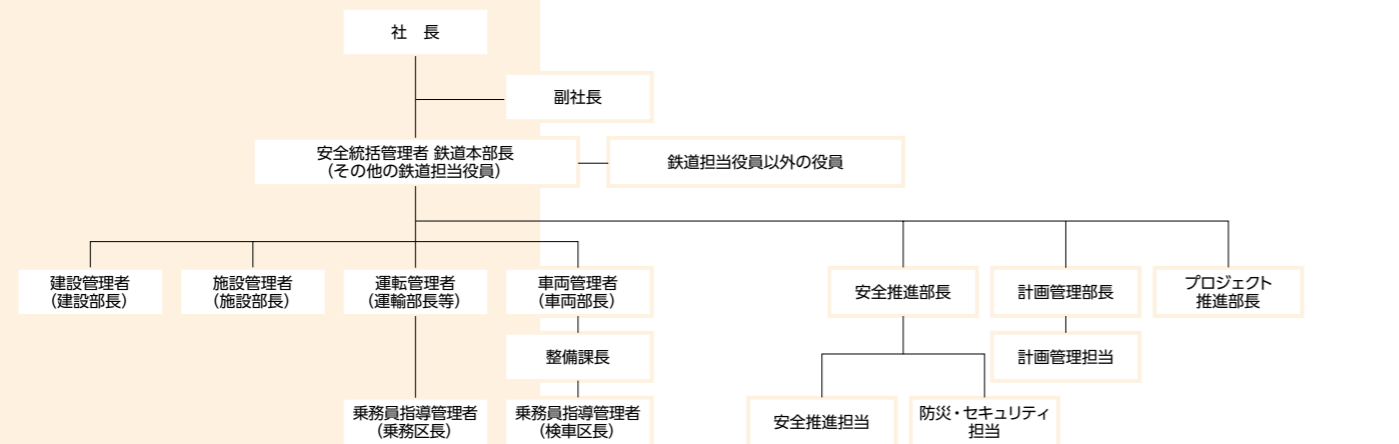 社　長
副社長
安全統括管理者 鉄道本部長
（その他の鉄道担当役員）
鉄道担当役員以外の役員
建設管理者
（建設部長）
施設管理者
（施設部長）
運転管理者
（運輸部長等）
車両管理者
（車両部長）
安全推進部長
計画管理部長
プロジェクト
推進部長
整備課長
計画管理担当
乗務員指導管理者
（乗務区長）
乗務員指導管理者
（検車区長）
安全推進担当
防災・セキュリティ
担当